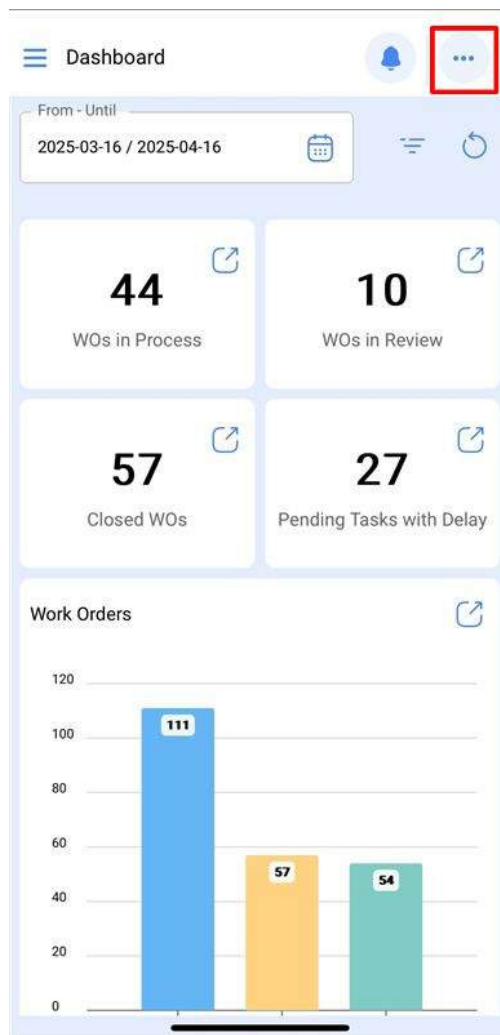 Dashboard
From - Until
2025-03-16 / 2025-04-16
44
WOs in Process
10
WOs in Review
57
Closed WOs
27
Pending Tasks with Delay
Work Orders
120
100
80
60
40
20
0
111
57
54